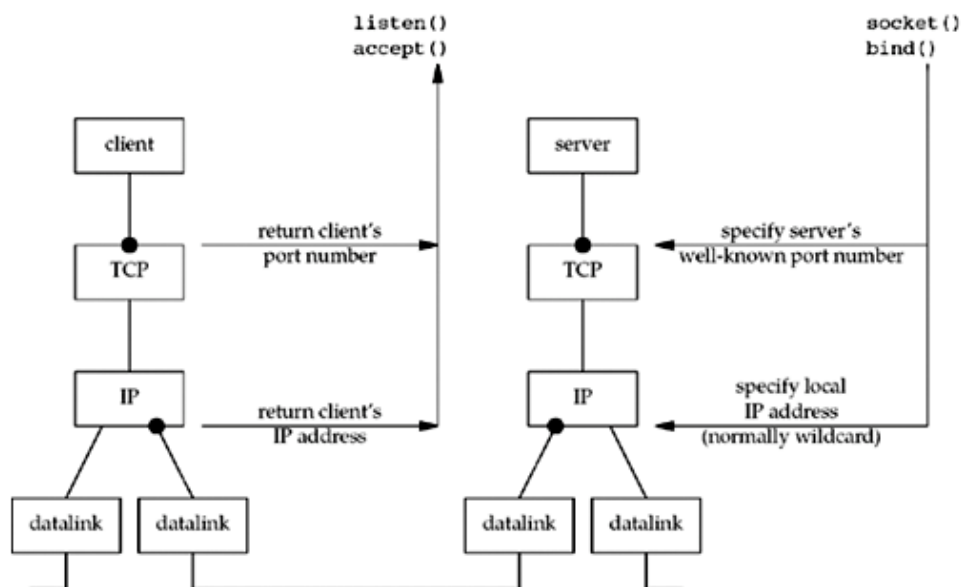 listen()
accept()
socket()
bind()
client
server
return client's
port number
specify server's
well-known port number
TCP
TCP
IP
IP
return client's
IP address
specify local
IP address
(normally wildcard)
datalink
datalink
datalink
datalink